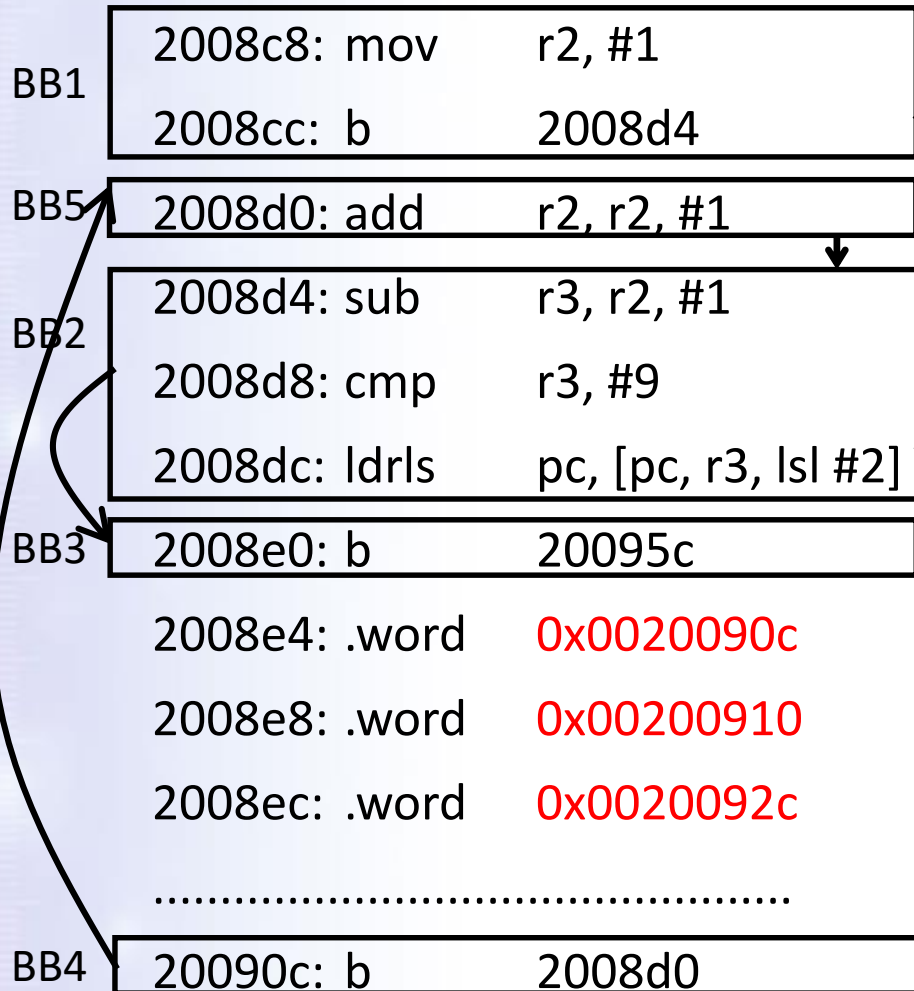 BB1
2008c8: mov r2, #1
2008cc: b 2008d4
BB5
2008d0: add r2, r2, #1
BB2
2008d4: sub r3, r2, #1
2008d8: cmp r3, #9
2008dc: ldrls pc, [pc, r3, lsl #2]
BB3
2008e0: b 20095c
2008e4: .word 0x0020090c
2008e8: .word 0x00200910
2008ec: .word 0x0020092c
................................................
BB4
20090c: b 2008d0